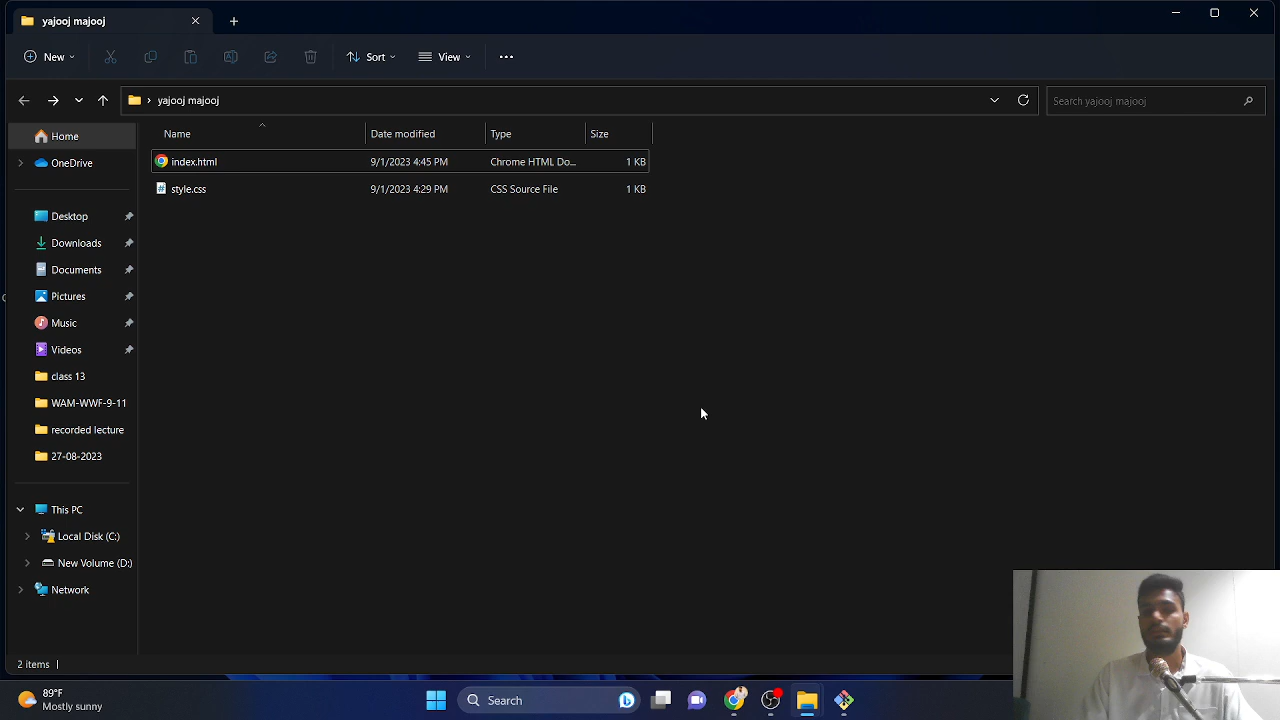 yajooj majooj
New
Sort
View
yajooj majooj
Search yajooj majooj
Home
OneDrive
Desktop
Downloads
Documents
Pictures
Music
Videos
class 13
WAM-WWF-9-11
recorded lecture
27-08-2023
This PC
Local Disk (C:)
New Volume (D:)
Network
Name Date modified Type Size
index.html 9/1/2023 4:45 PM Chrome HTML Do... 1 KB
style.css 9/1/2023 4:29 PM CSS Source File 1 KB
2 items
89°F
Mostly sunny
Search